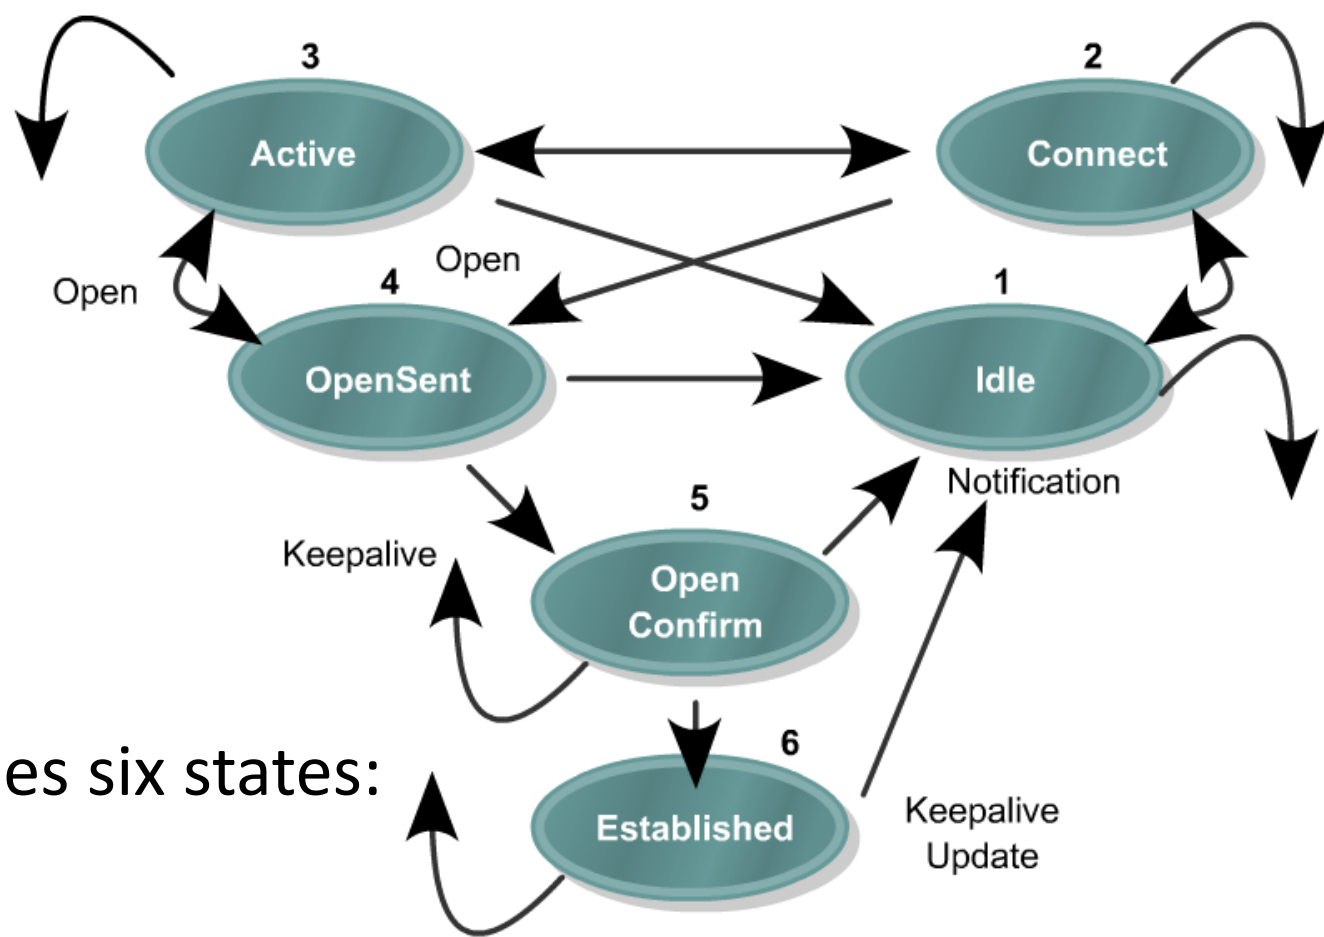 3
2
Active
Connect
Open
Open
4
1
OpenSent
Idle
Notification
5
Keepalive
Open
Confirm
6
es six states:
Established
Keepalive
Update